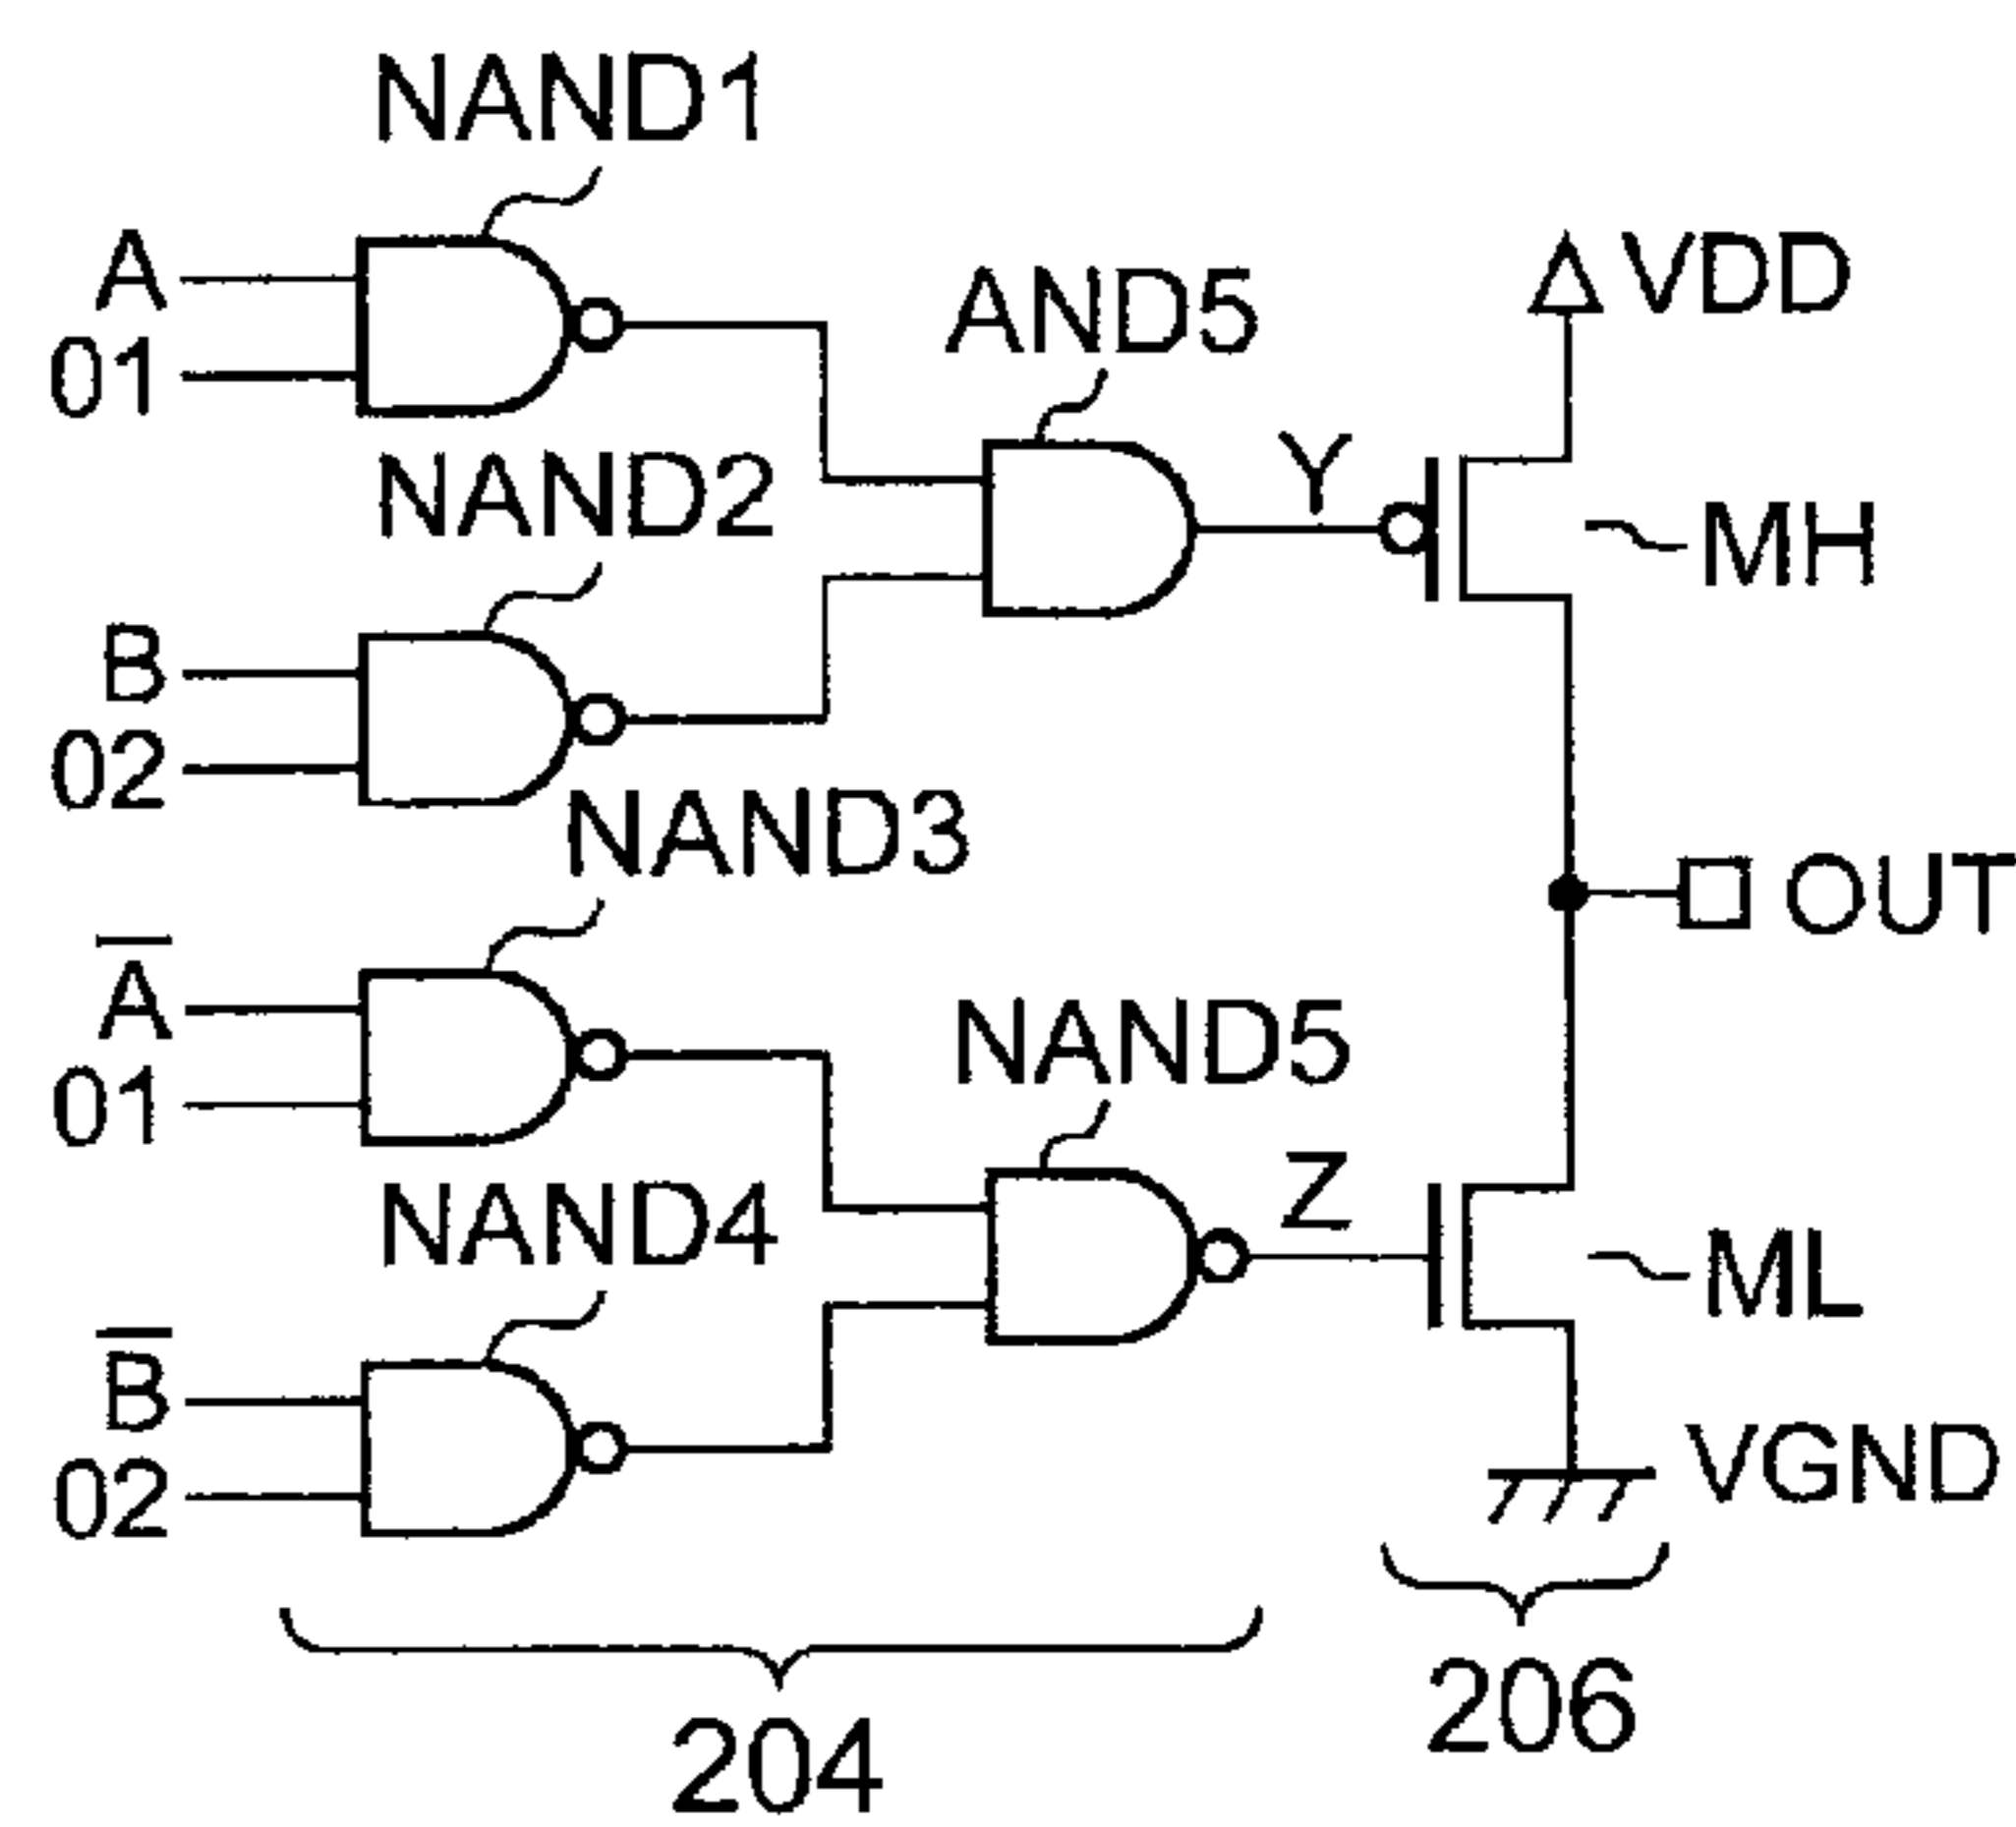 NAND1
A
01
AND5
VDD
NAND2
Y
MH
B
02
NAND3
OUT
A̅
01
NAND5
NAND4
Z
ML
B̅
02
VGND
204
206